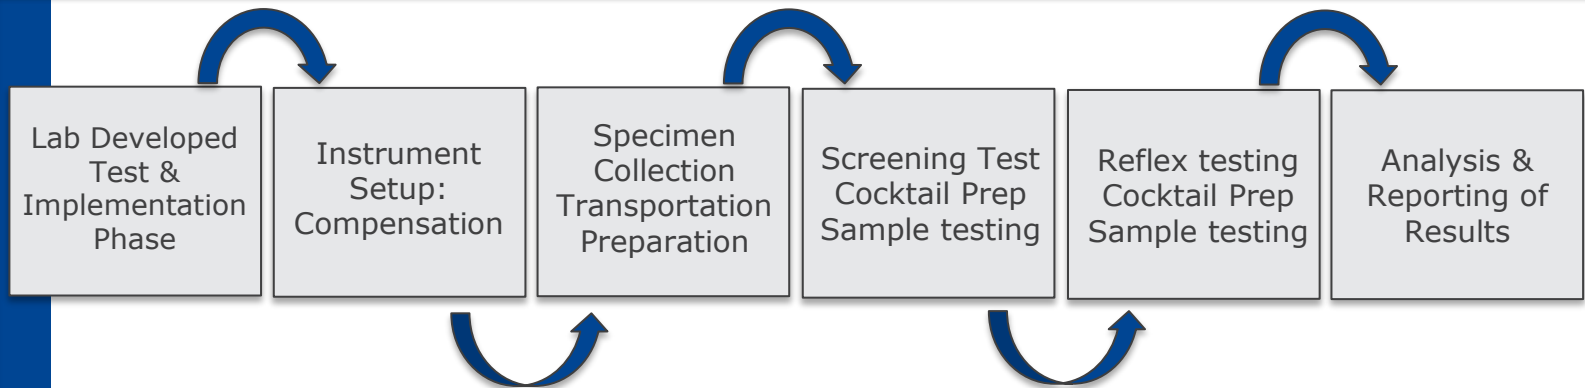 Lab Developed
Test &
Implementation
Phase
Instrument
Setup:
Compensation
Specimen
Collection
Transportation
Preparation
Screening Test
Cocktail Prep
Sample testing
Reflex testing
Cocktail Prep
Sample testing
Analysis &
Reporting of
Results